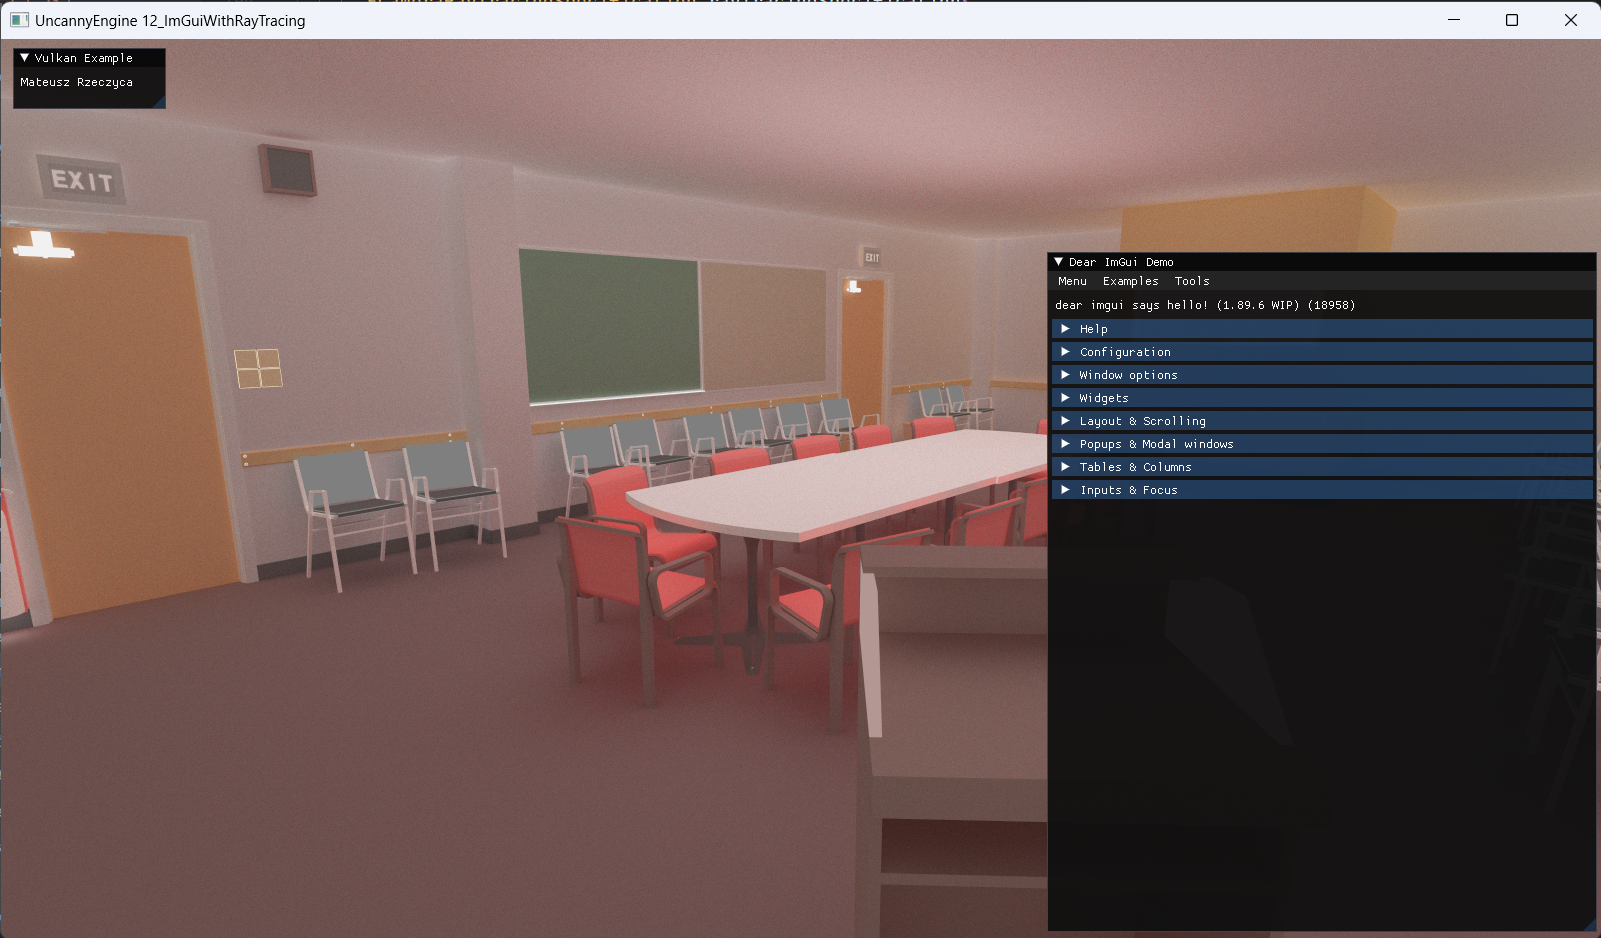 UncannyEngine 12_ImGuiWithRayTracing
Vulkan Example
Mateusz Rzeczyca
EXIT
EXIT
Dear ImGui Demo
Menu Examples Tools
dear imgui says hello! (1.89.6 WIP) (18958)
Help
Configuration
Window options
Widgets
Layout & Scrolling
Popups & Modal windows
Tables & Columns
Inputs & Focus